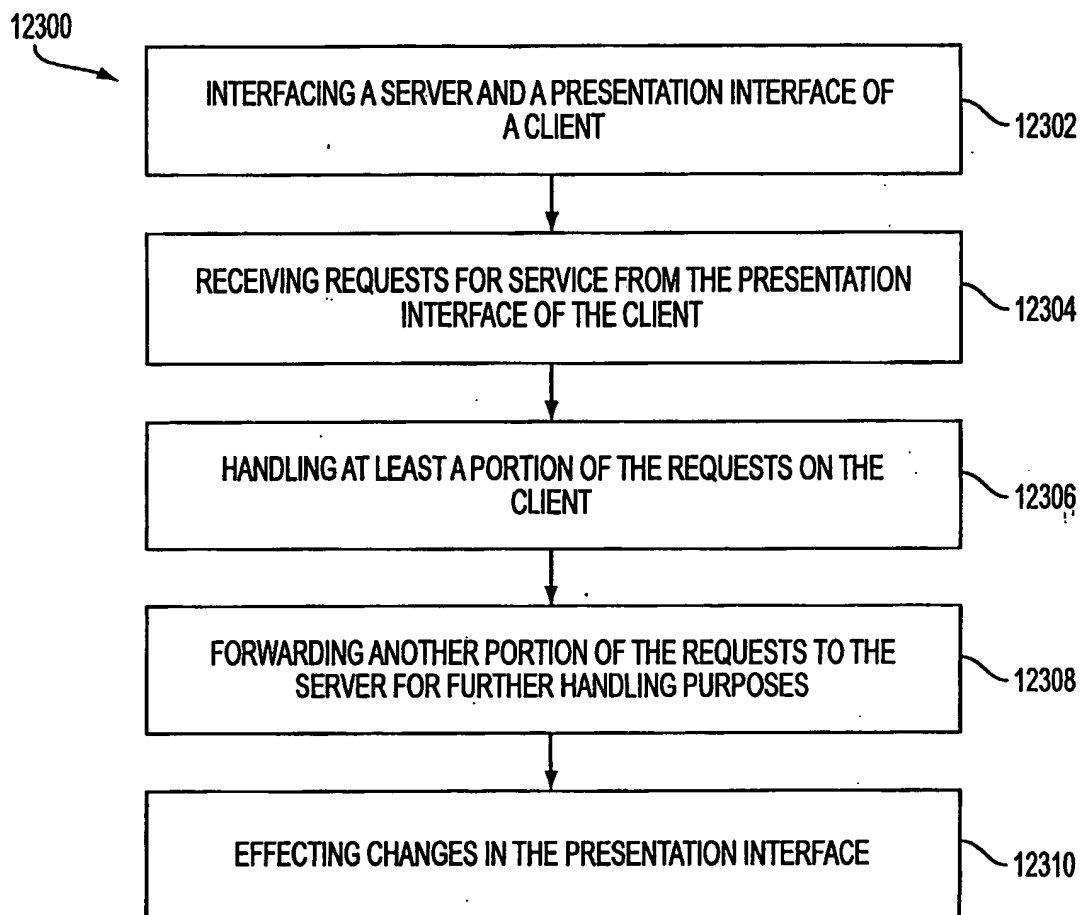 12300
INTERFACING A SERVER AND A PRESENTATION INTERFACE OF
A CLIENT
12302
RECEIVING REQUESTS FOR SERVICE FROM THE PRESENTATION
INTERFACE OF THE CLIENT
12304
HANDLING AT LEAST A PORTION OF THE REQUESTS ON THE
CLIENT
12306
FORWARDING ANOTHER PORTION OF THE REQUESTS TO THE
SERVER FOR FURTHER HANDLING PURPOSES
12308
EFFECTING CHANGES IN THE PRESENTATION INTERFACE
12310